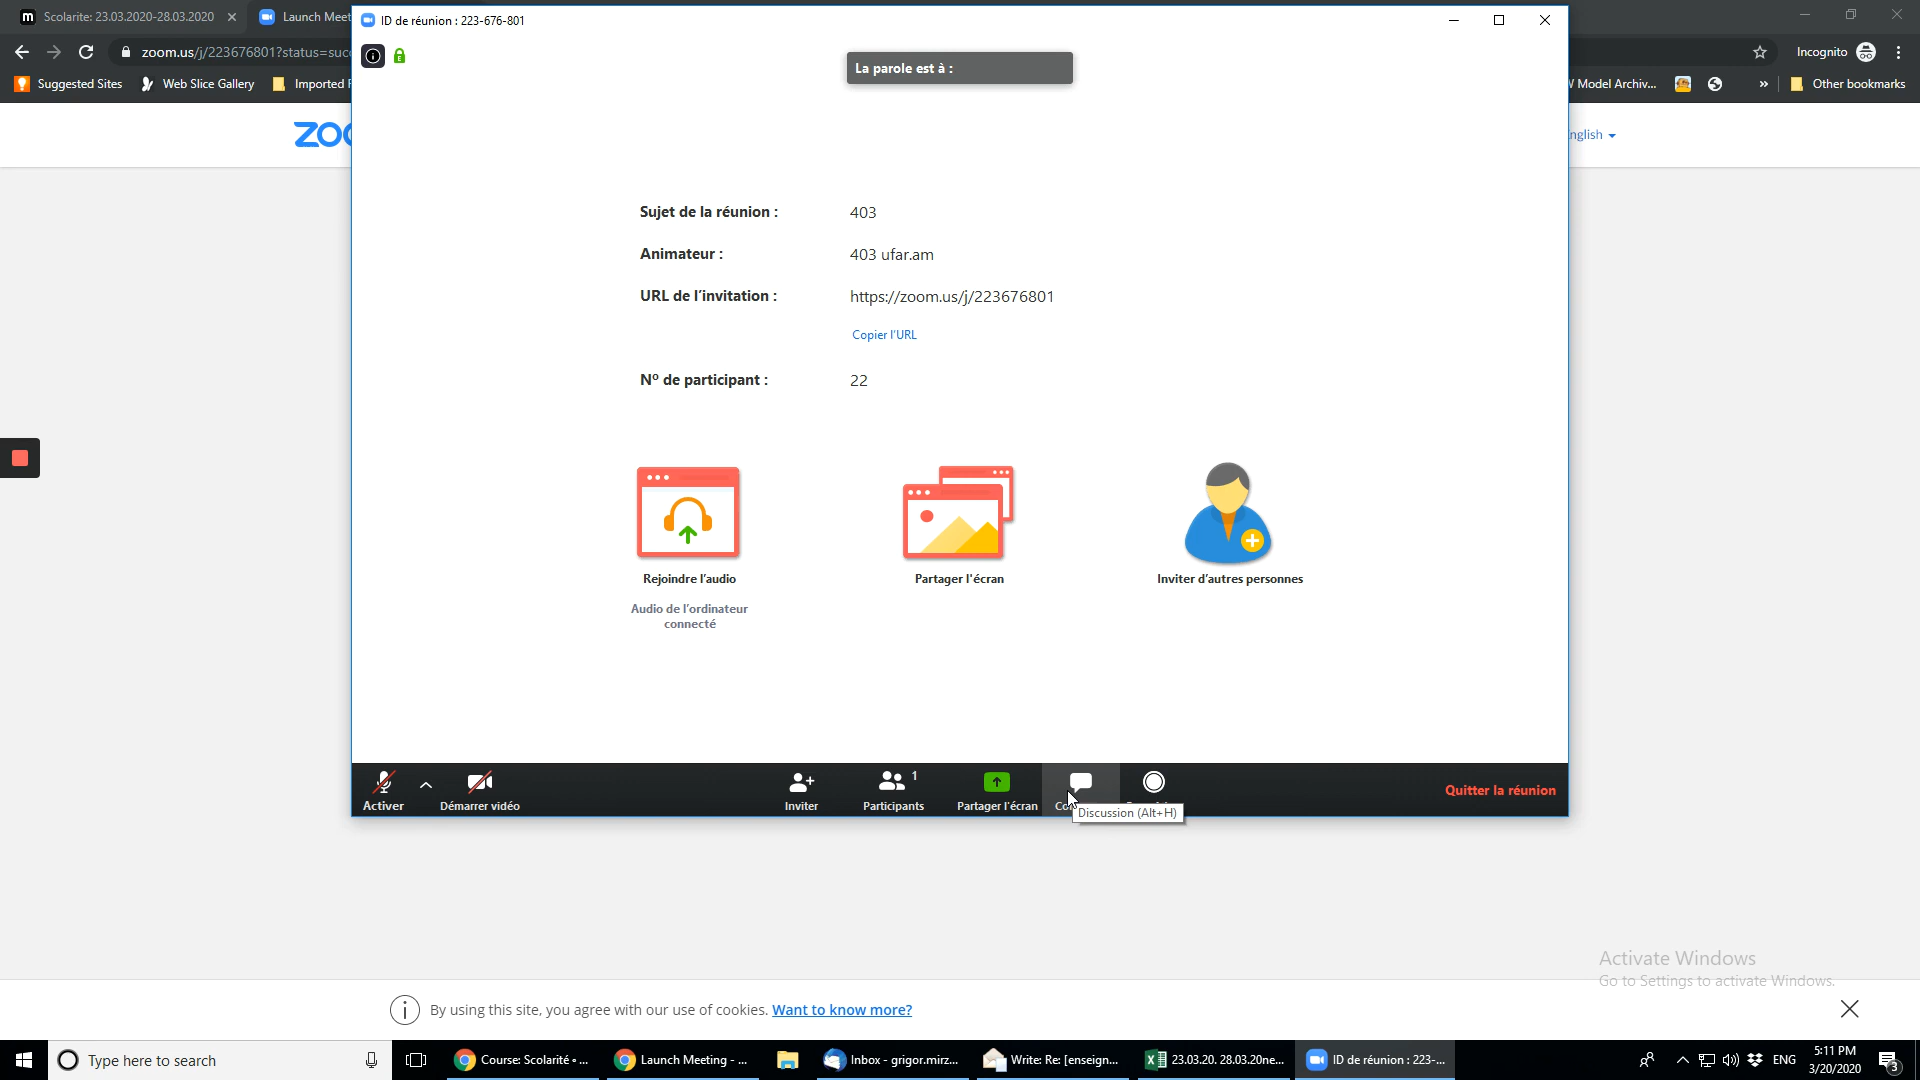 Scolarite: 23.03.2020-28.03.2020
Launch Meet
ID de réunion : 223-676-801
zoom.us/j/223676801?status=succ
Incognito
Suggested Sites
Web Slice Gallery
Imported F
La parole est à :
Model Archiv...
»
Other bookmarks
nglish
Sujet de la réunion :
403
Animateur :
403 ufar.am
URL de l'invitation :
https://zoom.us/j/223676801
Copier l'URL
Nº de participant :
22
Rejoindre l'audio
Audio de l'ordinateur
connecté
Partager l'écran
Inviter d'autres personnes
Activer
Démarrer vidéo
Inviter
1
Participants
Partager l'écran
Discussion (Alt+H)
Quitter la réunion
Activate Windows
Go to Settings to activate Windows.
By using this site, you agree with our use of cookies. Want to know more?
Type here to search
Course: Scolarité • ...
Launch Meeting - ...
Inbox - grigor.mirz...
Write: Re: [enseign...
23.03.20. 28.03.20ne...
ID de réunion : 223-...
ENG
5:11 PM
3/20/2020
3